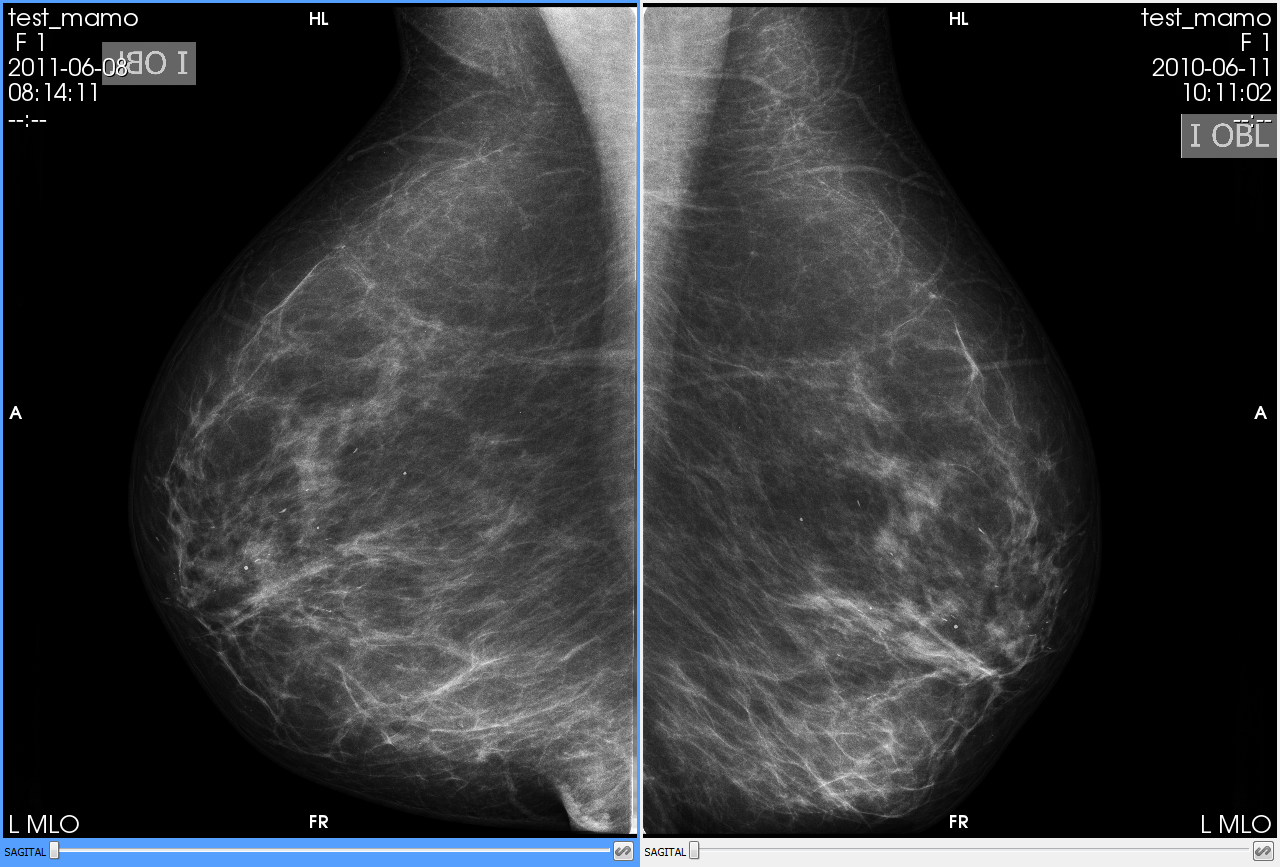 test_mamo
F 1
2011-06-08
08:14:11
--:--
I OBL
HL
A
L MLO
FR
SAGITAL
test_mamo
F 1
2010-06-11
10:11:02
--:--
I OBL
HL
A
L MLO
FR
SAGITAL